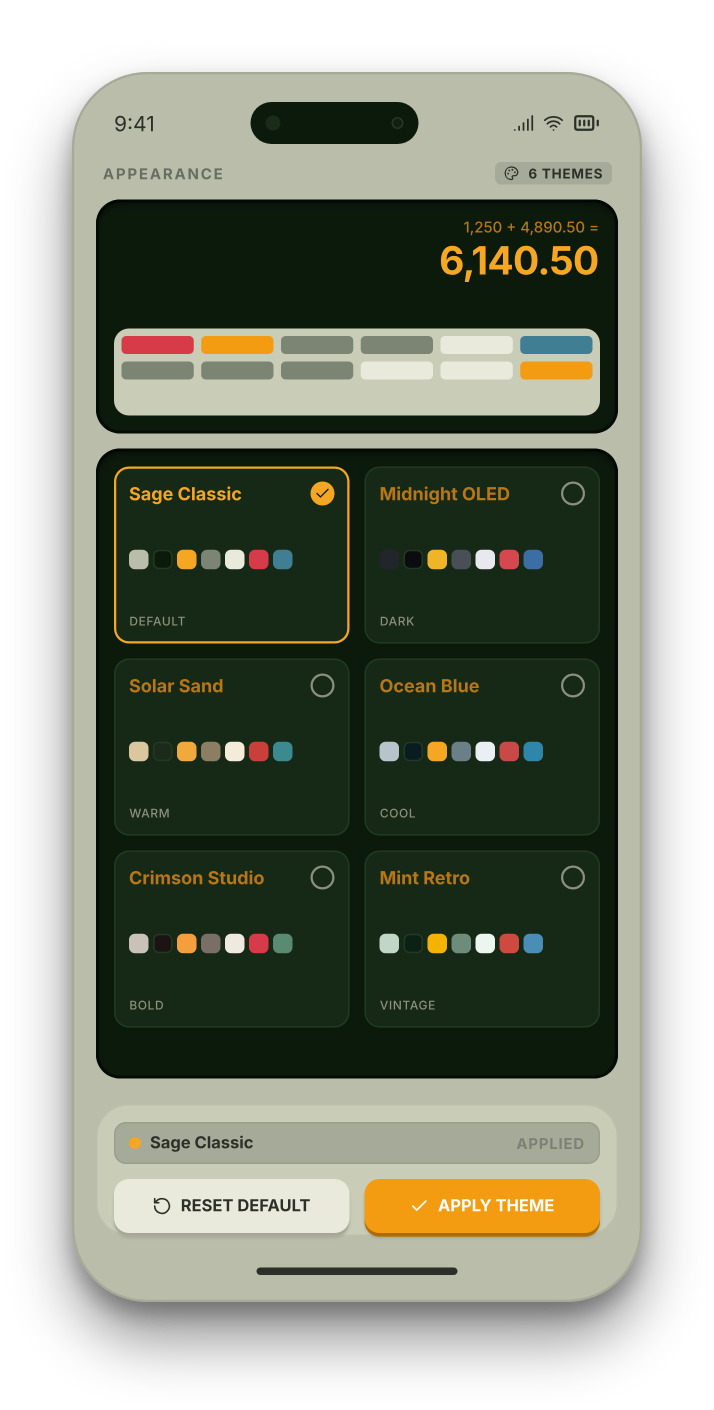 9:41
APPEARANCE
6 THEMES
1,250 + 4,890.50 =
6,140.50
Sage Classic
DEFAULT
Midnight OLED
DARK
Solar Sand
WARM
Ocean Blue
COOL
Crimson Studio
BOLD
Mint Retro
VINTAGE
Sage Classic
APPLIED
RESET DEFAULT
APPLY THEME